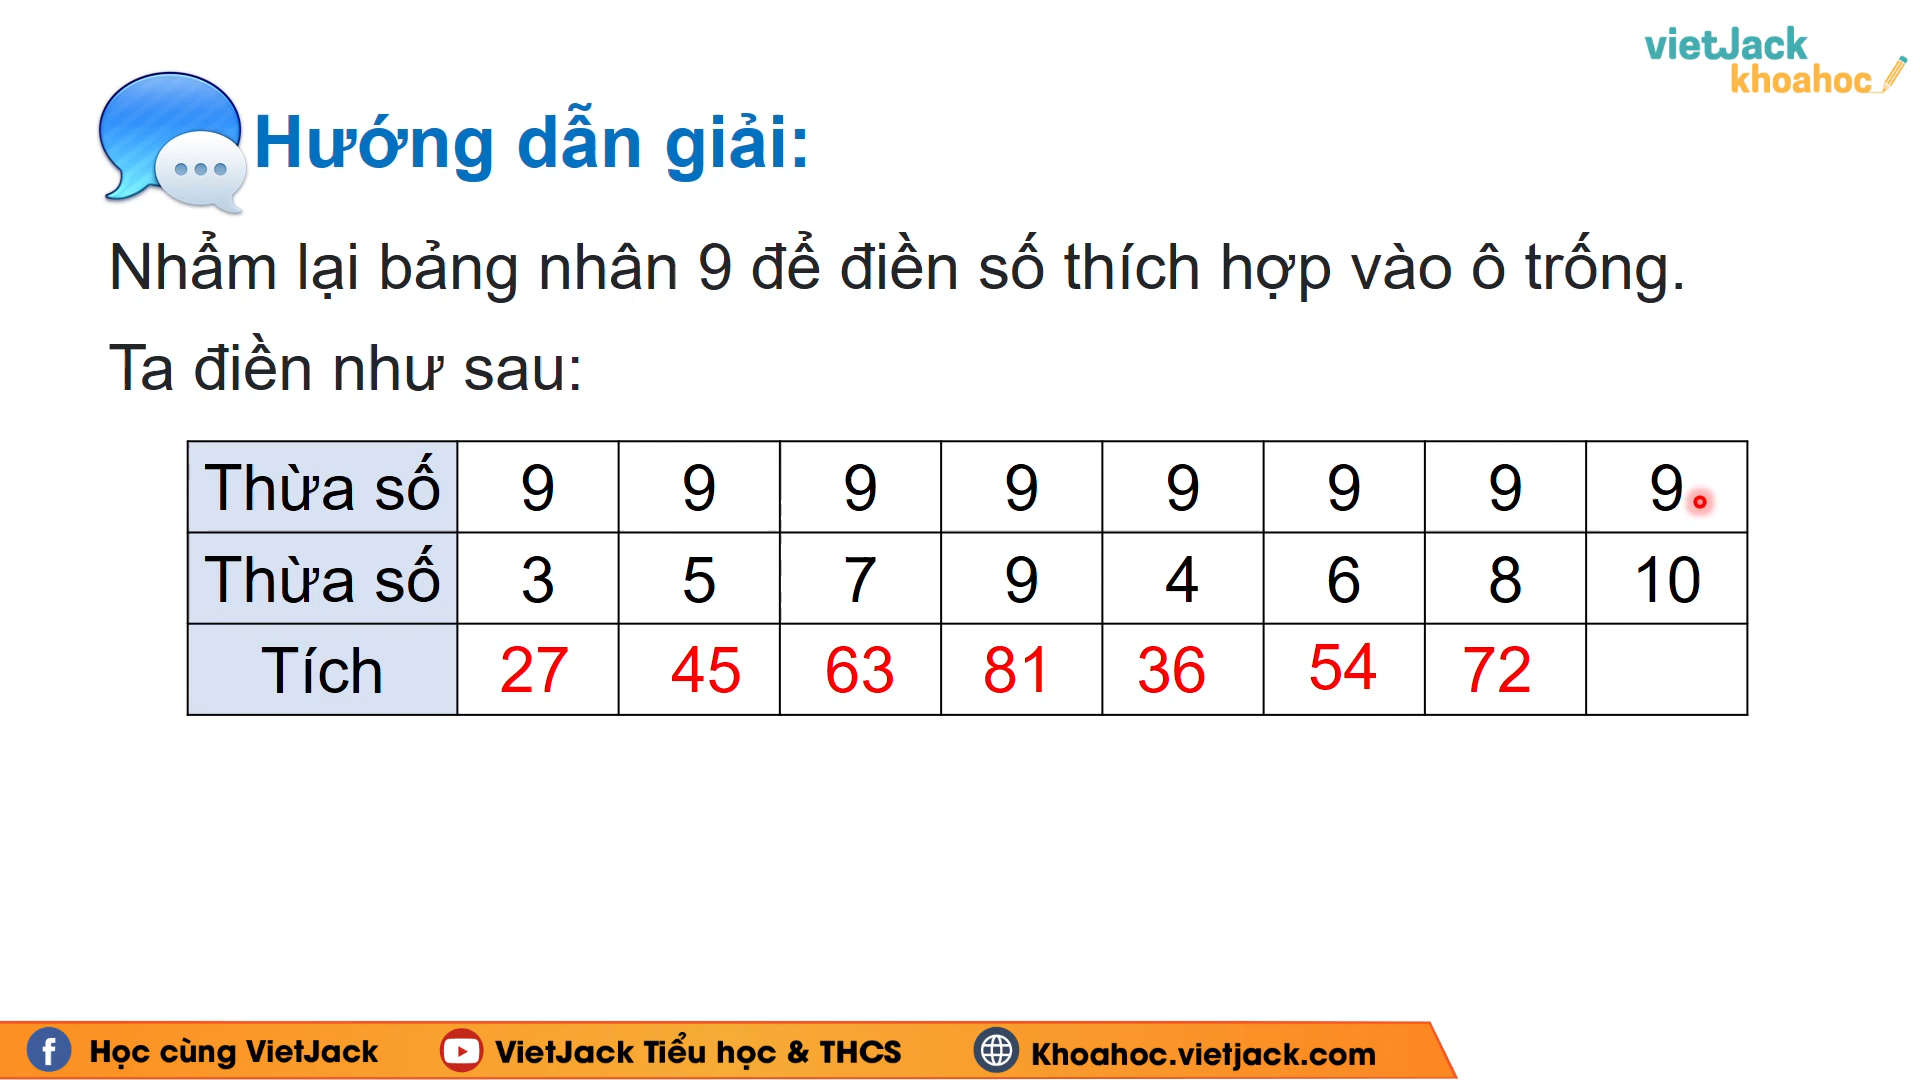 vietJack
khoahoc
Hướng dẫn giải:
Nhẩm lại bảng nhân 9 để điền số thích hợp vào ô trống.
Ta điền như sau:
Thừa số 9 9 9 9 9 9 9 9
Thừa số 3 5 7 9 4 6 8 10
Tích 27 45 63 81 36 54 72
Học cùng VietJack VietJack Tiểu học & THCS Khoahoc.vietjack.com